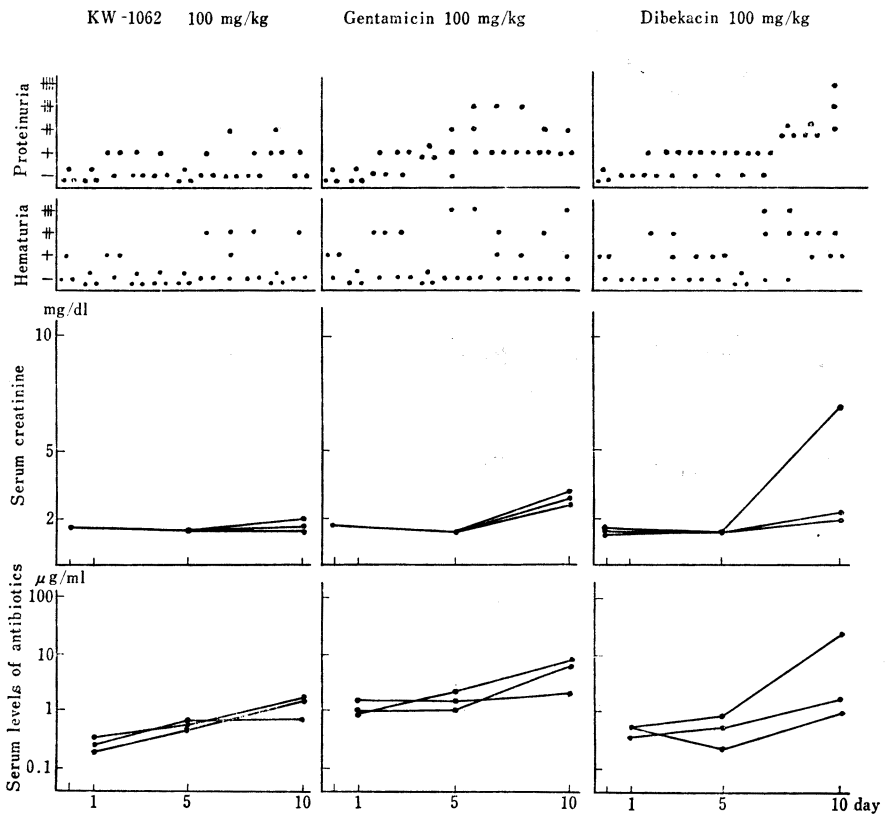 KW-1062 100 mg/kg
Gentamicin 100 mg/kg
Dibekacin 100 mg/kg
Proteinuria
+
−
Hematuria
+
−
mg/dl
Serum creatinine
10
5
2
Serum levels of antibiotics
μg/ml
100
10
1
0.1
1 5 10
1 5 10
1 5 10 day